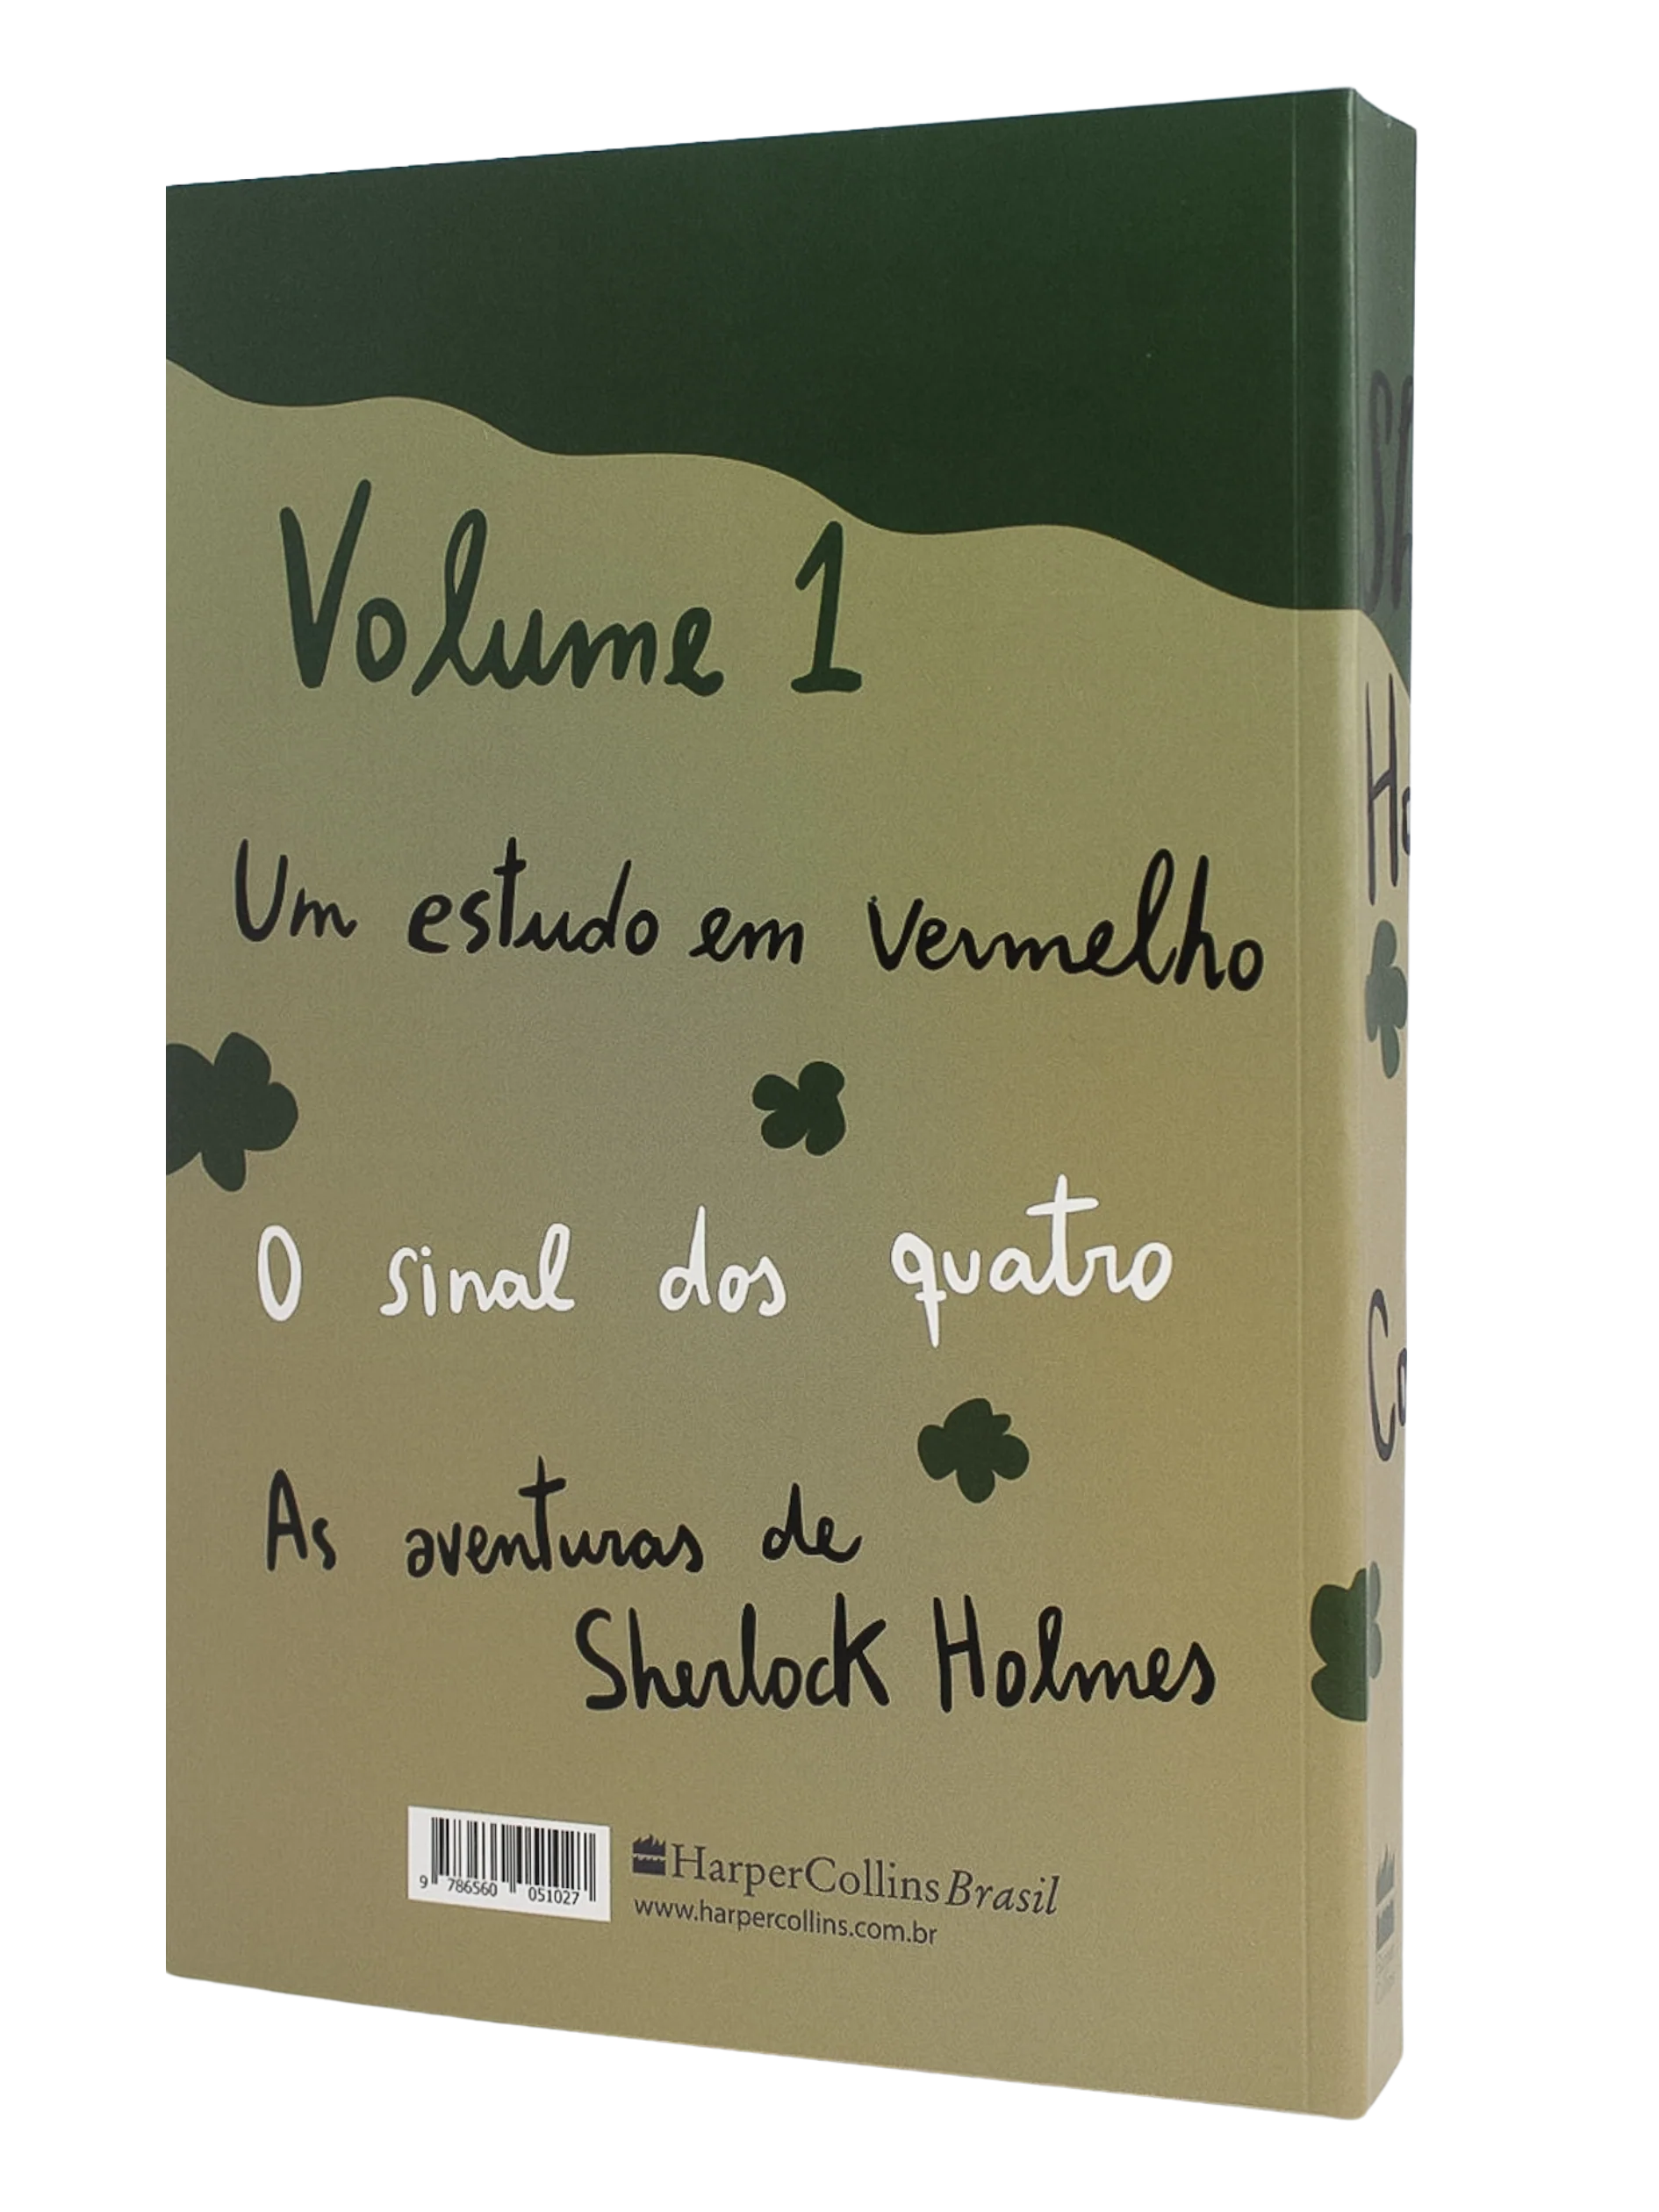 Volume 1
Um estudo em vermelho
O sinal dos quatro
As aventuras de
Sherlock Holmes
9 786560 051027
HarperCollins Brasil
www.harpercollins.com.br